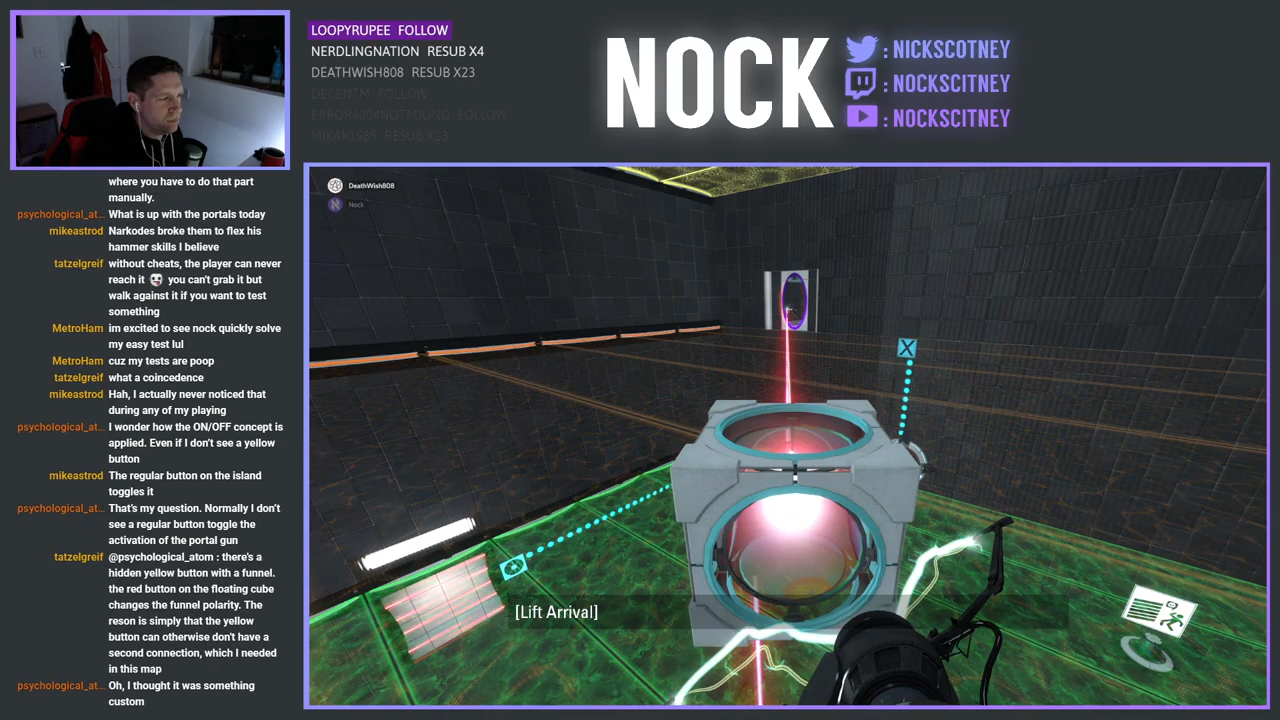 LOOPYRUPEE FOLLOW
NERDLINGNATION RESUB X4
DEATHWISH808 RESUB X23
DECENTM FOLLOW
ERROR4004NOTFOUND FOLLOW
MIKAK1985 RESUB X13
NOCK
: NICKSCOTNEY
: NOCKSCITNEY
: NOCKSCITNEY
where you have to do that part
manually.
psychological_at... What is up with the portals today
mikeastrod Narkodes broke them to flex his
hammer skills I believe
tatzelgreif without cheats, the player can never
reach it you can't grab it but
walk against it if you want to test
something
MetroHam im excited to see nock quickly solve
my easy test lul
MetroHam cuz my tests are poop
tatzelgreif what a coincedence
mikeastrod Hah, I actually never noticed that
during any of my playing
psychological_at... I wonder how the ON/OFF concept is
applied. Even if I don't see a yellow
button
mikeastrod The regular button on the island
toggles it
psychological_at... That's my question. Normally I don't
see a regular button toggle the
activation of the portal gun
tatzelgreif @psychological_atom : there's a
hidden yellow button with a funnel.
the red button on the floating cube
changes the funnel polarity. The
reson is simply that the yellow
button can otherwise don't have a
second connection, which I needed
in this map
psychological_at... Oh, I thought it was something
custom
DeathWish808
Nock
X
[Lift Arrival]